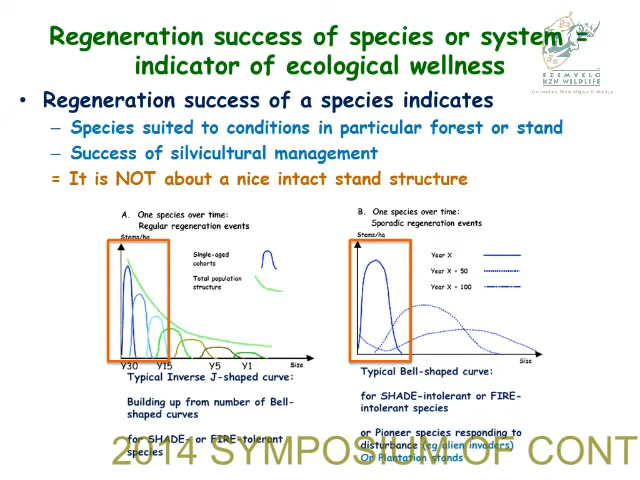 Regeneration success of species or system =
indicator of ecological wellness
EZEMVELO
KZN WILDLIFE
Conservation, Partnerships & Ecotourism
• Regeneration success of a species indicates
– Species suited to conditions in particular forest or stand
– Success of silvicultural management
= It is NOT about a nice intact stand structure
A. One species over time:
Regular regeneration events
Stems/ha
Single-aged
cohorts
Total population
structure
Y30 Y15 Y5 Y1 Size
Typical Inverse J-shaped curve:
Building up from number of Bell-
shaped curves
for SHADE- or FIRE-tolerant
species
B. One species over time:
Sporadic regeneration events
Stems/ha
Year X
Year X + 50
Year X + 100
Size
Typical Bell-shaped curve:
for SHADE-intolerant or FIRE-
intolerant species
or Pioneer species responding to
disturbance (eg alien invaders)
Or Plantation stands
2014 SYMPOSIUM OF CONT